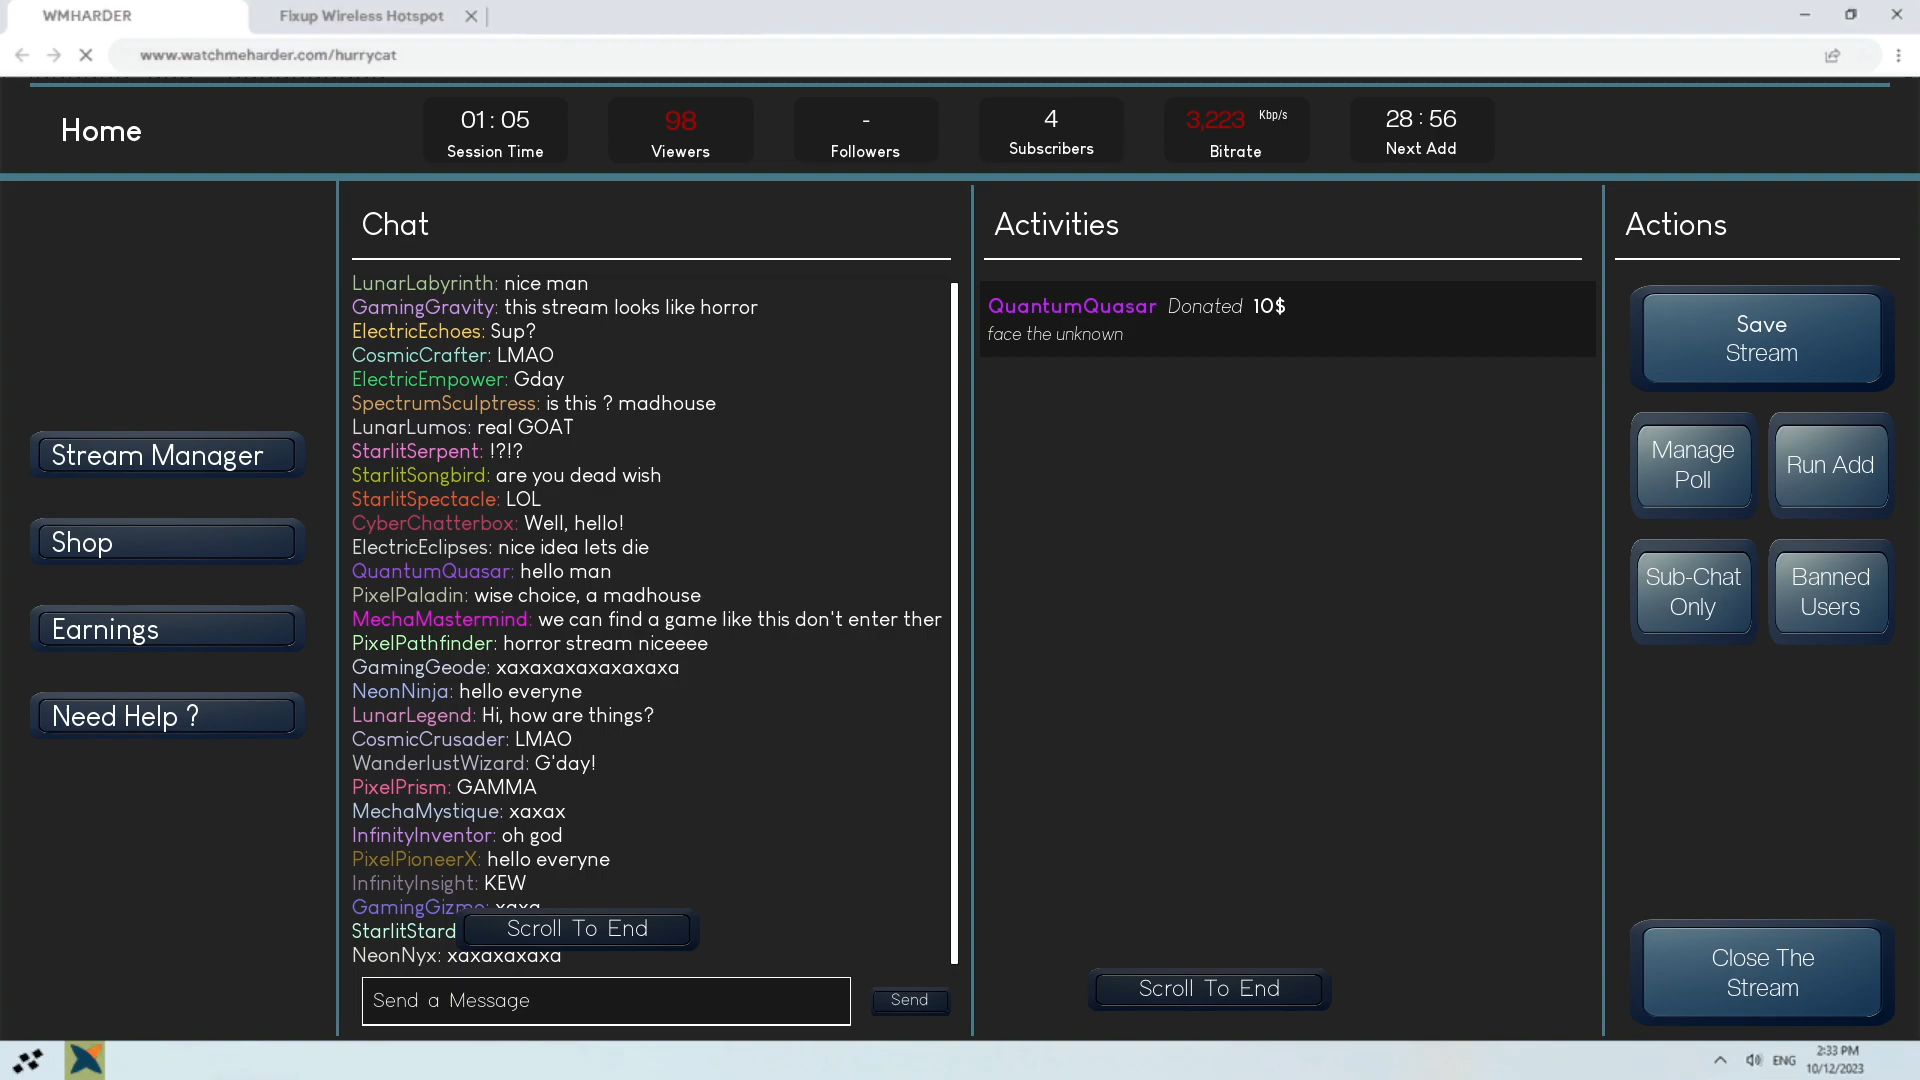 WMHARDER
Fixup Wireless Hotspot
www.watchmeharder.com/hurrycat
Home
01 : 05
Session Time
98
Viewers
-
Followers
4
Subscribers
3,223 Kbp/s
Bitrate
28 : 56
Next Add
Stream Manager
Shop
Earnings
Need Help ?
Chat
LunarLabyrinth: nice man
GamingGravity: this stream looks like horror
ElectricEchoes: Sup?
CosmicCrafter: LMAO
ElectricEmpower: Gday
SpectrumSculptress: is this ? madhouse
LunarLumos: real GOAT
StarlitSerpent: !?!?
StarlitSongbird: are you dead wish
StarlitSpectacle: LOL
CyberChatterbox: Well, hello!
ElectricEclipses: nice idea lets die
QuantumQuasar: hello man
PixelPaladin: wise choice, a madhouse
MechaMastermind: we can find a game like this don't enter ther
PixelPathfinder: horror stream niceeee
GamingGeode: xaxaxaxaxaxaxaxa
NeonNinja: hello everyne
LunarLegend: Hi, how are things?
CosmicCrusader: LMAO
WanderlustWizard: G'day!
PixelPrism: GAMMA
MechaMystique: xaxax
InfinityInventor: oh god
PixelPioneerX: hello everyne
InfinityInsight: KEW
GamingGizmo: xaxa
StarlitStard
Scroll To End
NeonNyx: xaxaxaxaxa
Send a Message
Send
Activities
QuantumQuasar Donated 10$
face the unknown
Scroll To End
Actions
Save
Stream
Manage
Poll
Run Add
Sub-Chat
Only
Banned
Users
Close The
Stream
ENG
2:33 PM
10/12/2023